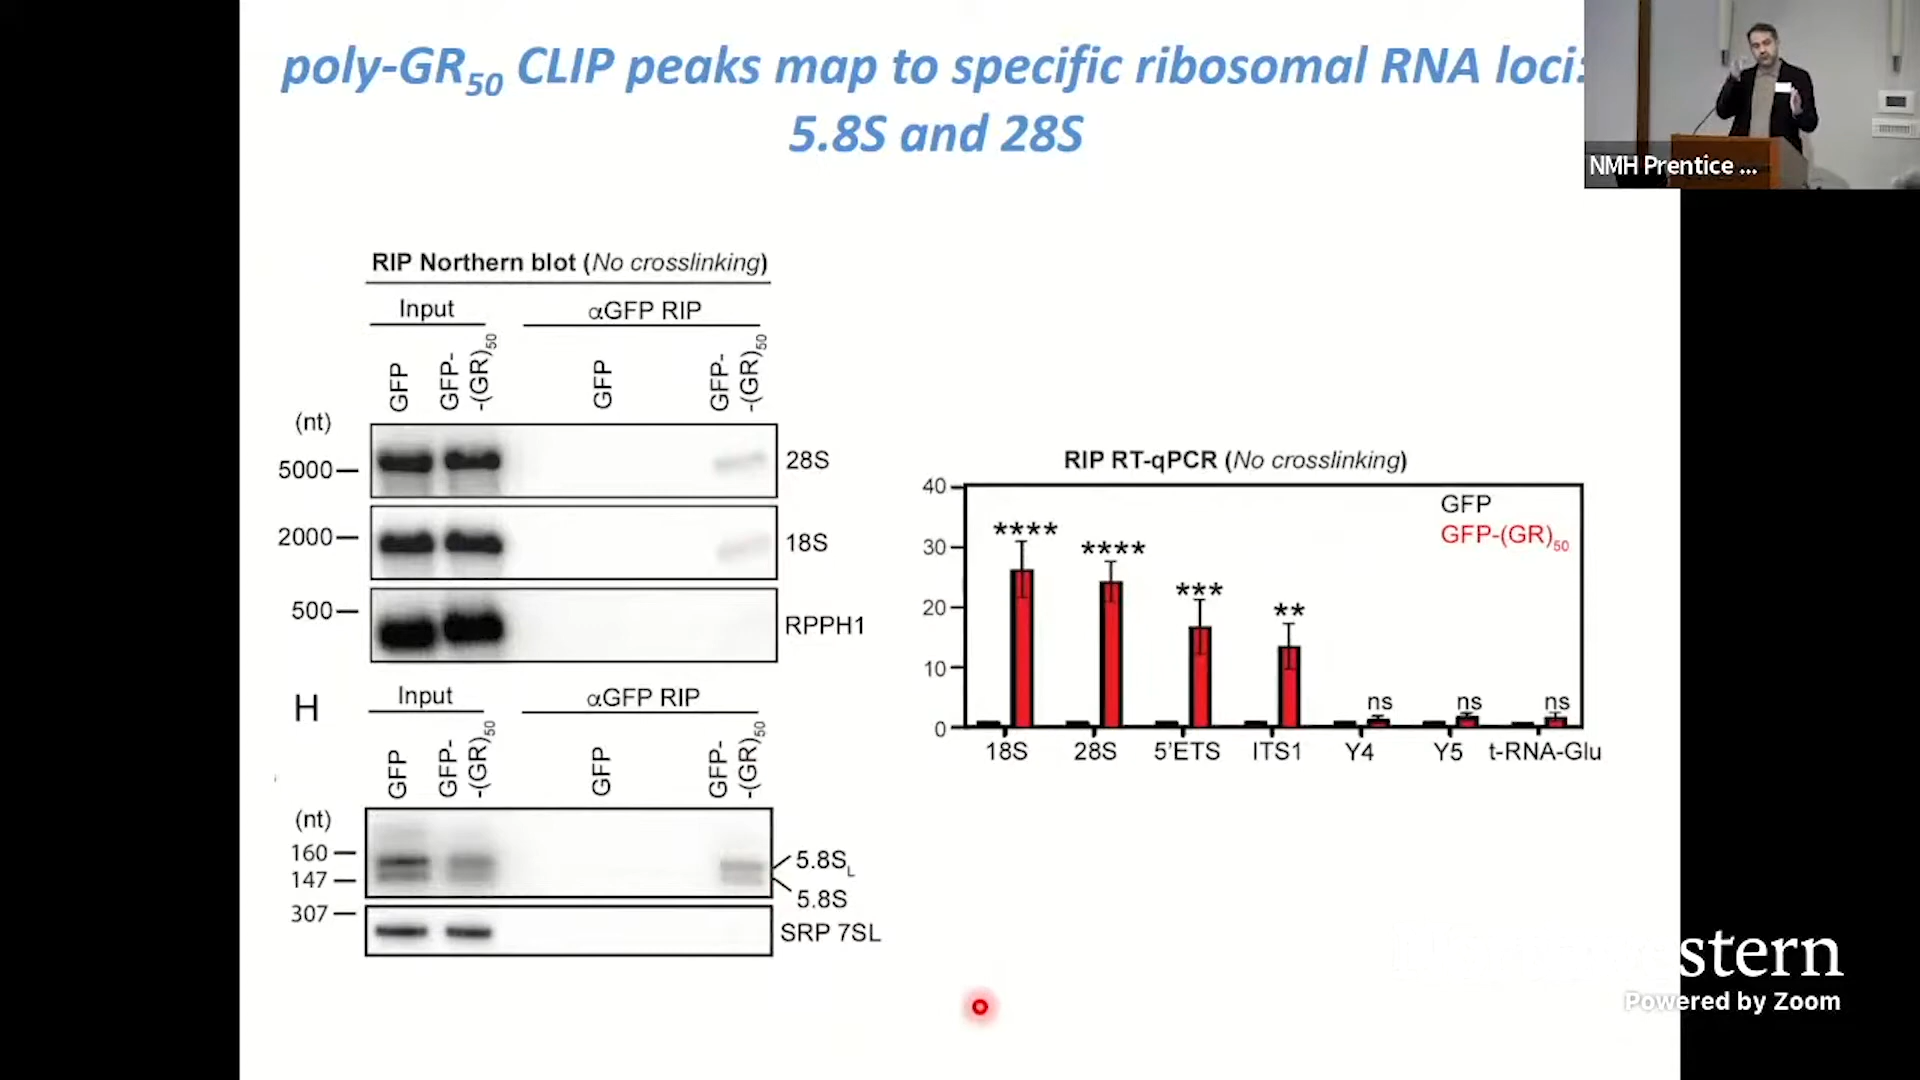 poly-GR50 CLIP peaks map to specific ribosomal RNA loci:
5.8S and 28S
NMH Prentice ...
RIP Northern blot (No crosslinking)
Input
αGFP RIP
GFP
GFP-
-(GR)50
GFP
GFP-
-(GR)50
(nt)
5000
28S
2000
18S
500
RPPH1
H
Input
αGFP RIP
GFP
GFP-
-(GR)50
GFP
GFP-
-(GR)50
(nt)
160
147
5.8SL
5.8S
307
SRP 7SL
RIP RT-qPCR (No crosslinking)
40
30
20
10
0
GFP
GFP-(GR)50
****
****
***
**
ns
ns
ns
18S
28S
5'ETS
ITS1
Y4
Y5
t-RNA-Glu
stern
Powered by Zoom